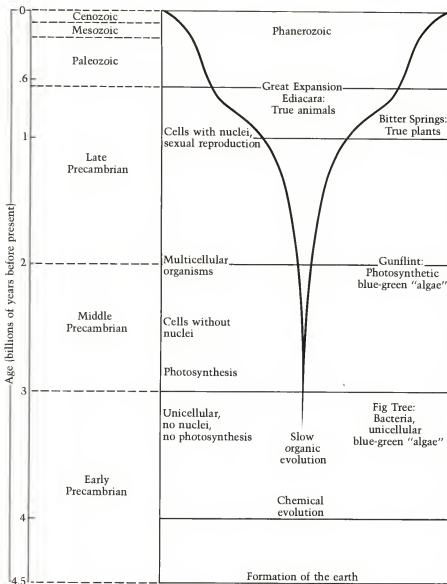 0
Cenozoic
Mesozoic
Phanerozoic
Paleozoic
.6
Great Expansion
Ediacara:
True animals
Bitter Springs:
True plants
Cells with nuclei,
sexual reproduction
1
Late
Precambrian
Age (billions of years before present)
2
Multicellular
organisms
Gunflint:
Photosynthetic
blue-green "algae"
Middle
Precambrian
Cells without
nuclei
Photosynthesis
3
Unicellular,
no nuclei,
no photosynthesis
Slow
organic
evolution
Fig Tree:
Bacteria,
unicellular
blue-green "algae"
Early
Precambrian
Chemical
evolution
4
Formation of the earth
4.5